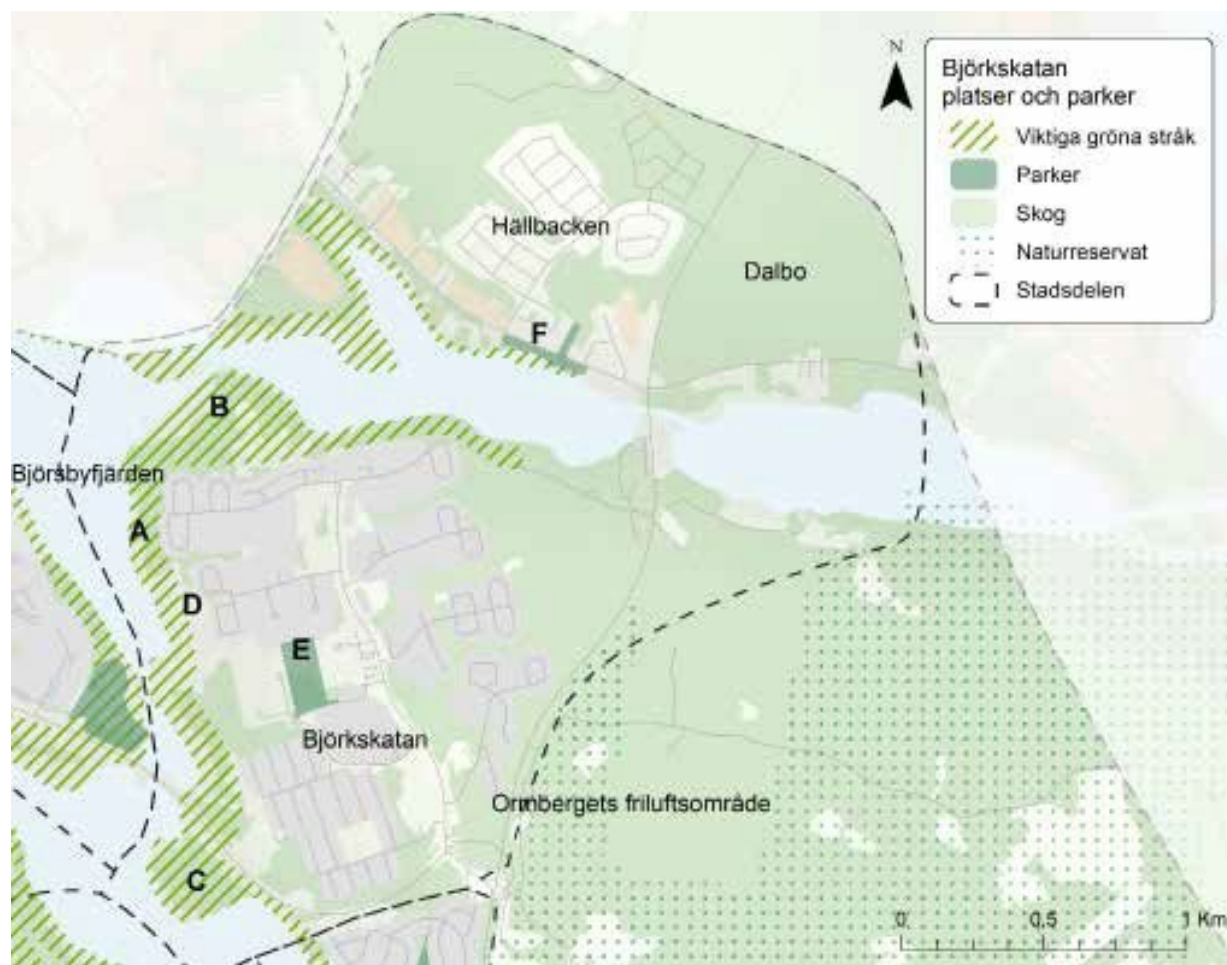 N
Björkskatan
platser och parker
Viktiga gröna stråk
Parker
Skog
Naturreservat
Stadsdelen
Hällbacken
Dalbo
F
B
Björsbyfjärden
A
D
E
Björkskatan
Ormbergets friluftsområde
C
0 0,5 1 Km